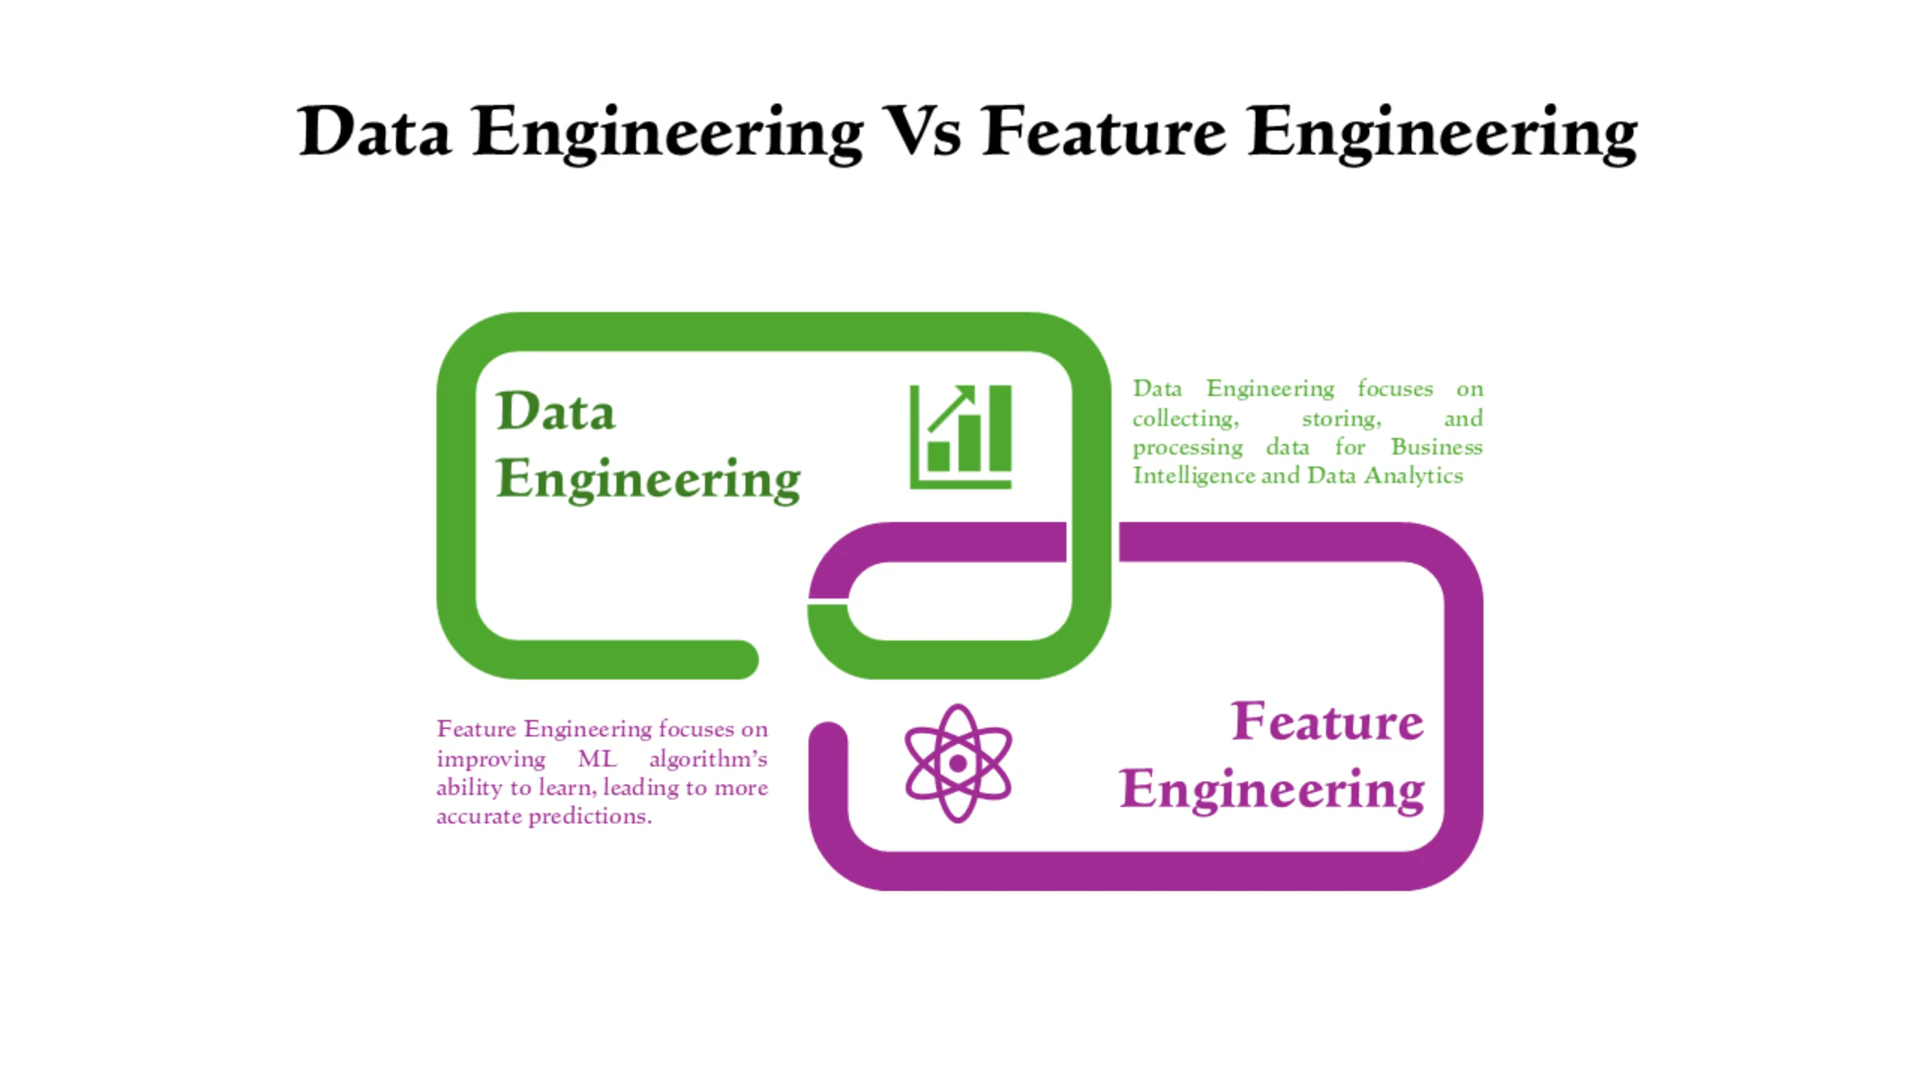 Data Engineering Vs Feature Engineering
Data
Engineering
Data Engineering focuses on
collecting, storing, and
processing data for Business
Intelligence and Data Analytics
Feature Engineering focuses on
improving ML algorithm's
ability to learn, leading to more
accurate predictions.
Feature
Engineering